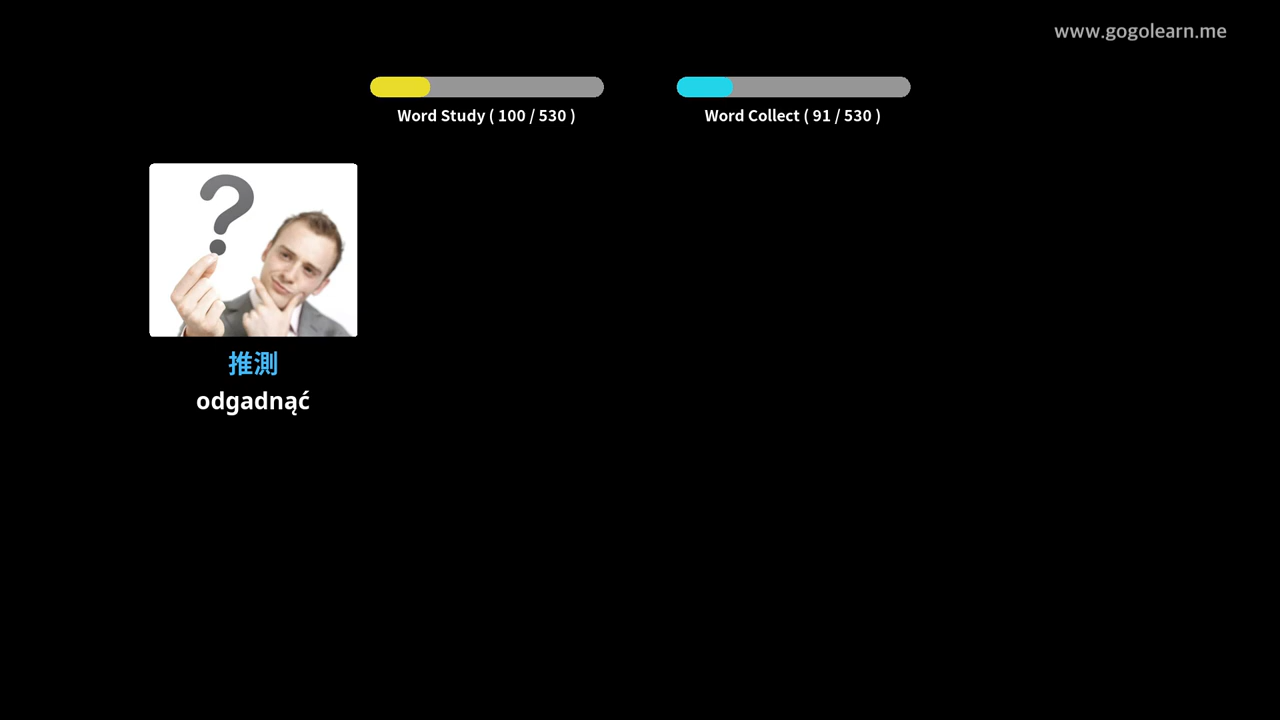 www.gogolearn.me
Word Study ( 100 / 530 )
Word Collect ( 91 / 530 )
?
推測
odgadnąć